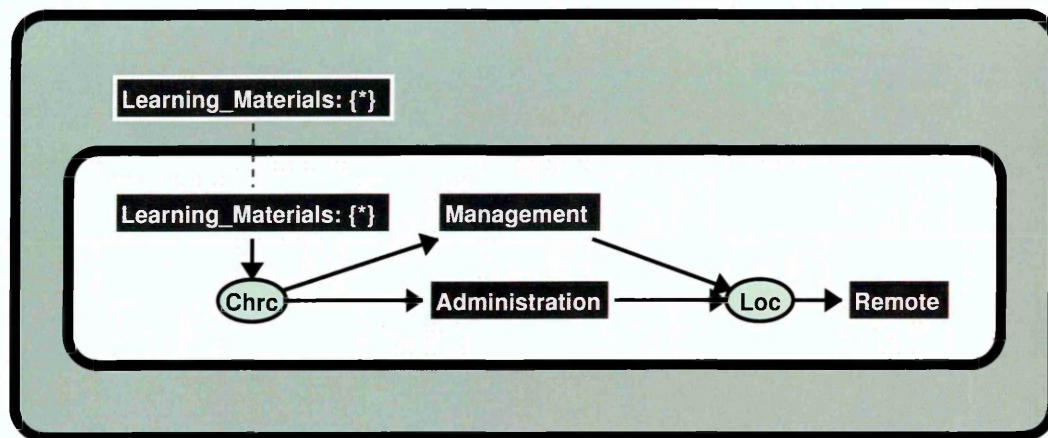 Learning_Materials: {*}
Learning_Materials: {*}
Management
Chrc
Administration
Loc
Remote